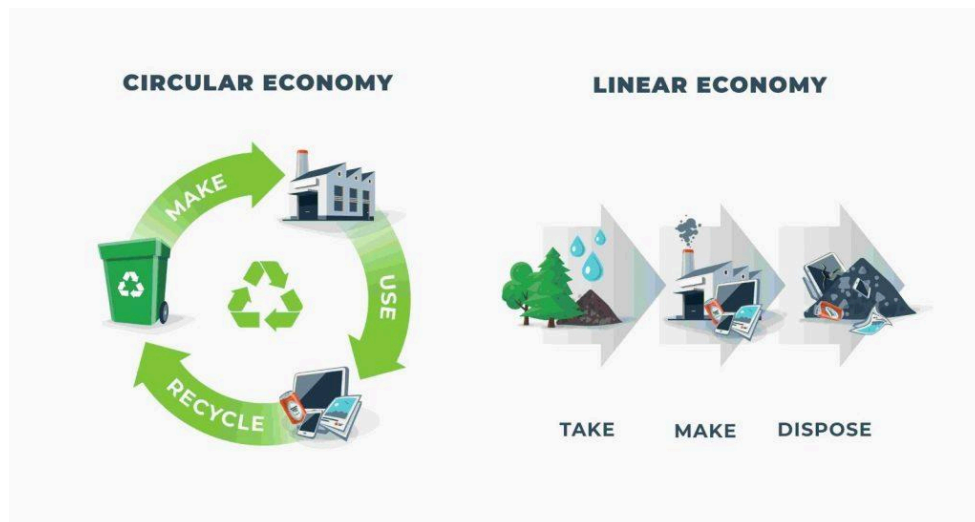 CIRCULAR ECONOMY
MAKE
USE
RECYCLE
LINEAR ECONOMY
TAKE
MAKE
DISPOSE